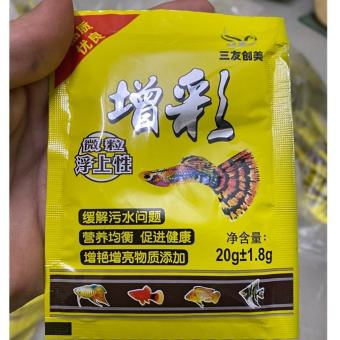 品质
优良
三友创美
增彩
微粒
浮上性
缓解污水问题
营养均衡 促进健康
增艳增亮物质添加
净含量：
20g±1.8g